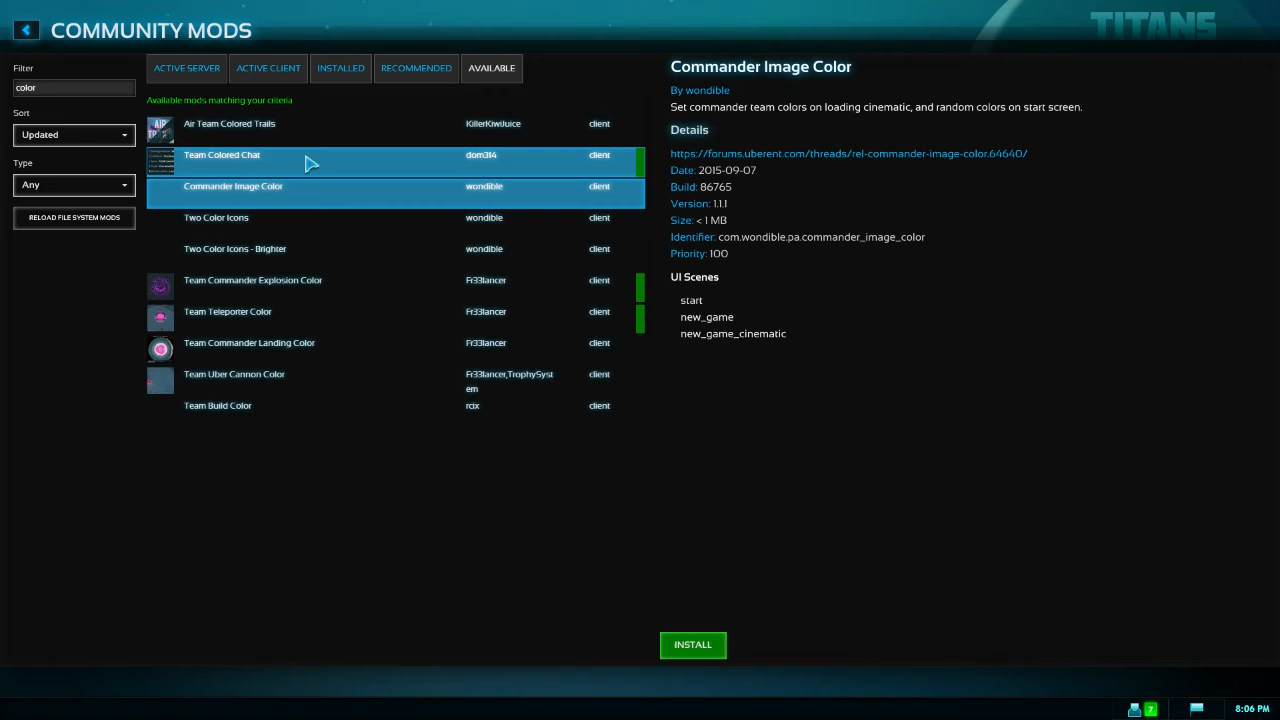 COMMUNITY MODS
TITANS
Filter
color
Sort
Updated
Type
Any
RELOAD FILE SYSTEM MODS
ACTIVE SERVER
ACTIVE CLIENT
INSTALLED
RECOMMENDED
AVAILABLE
Available mods matching your criteria
Air Team Colored Trails KillerKiwiJuice client
Team Colored Chat dom314 client
Commander Image Color wondible client
Two Color Icons wondible client
Two Color Icons - Brighter wondible client
Team Commander Explosion Color Fr33lancer client
Team Teleporter Color Fr33lancer client
Team Commander Landing Color Fr33lancer client
Team Uber Cannon Color Fr33lancer,TrophySyst client
em
Team Build Color rcix client
Commander Image Color
By wondible
Set commander team colors on loading cinematic, and random colors on start screen.
Details
https://forums.uberent.com/threads/rel-commander-image-color.64640/
Date: 2015-09-07
Build: 86765
Version: 1.1.1
Size: < 1 MB
Identifier: com.wondible.pa.commander_image_color
Priority: 100
UI Scenes
start
new_game
new_game_cinematic
INSTALL
7
8:06 PM